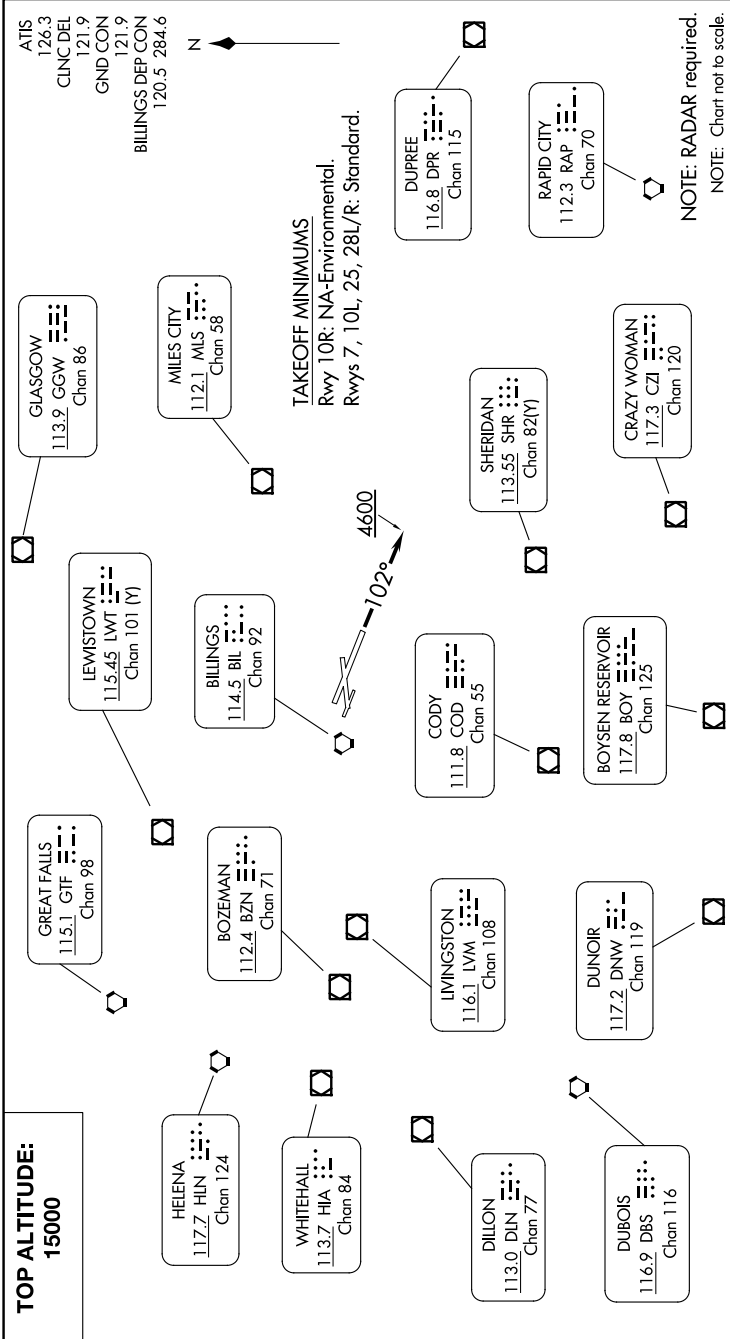 TOP ALTITUDE:
15000
ATIS
126.3
CLNC DEL
121.9
GND CON
121.9
BILLINGS DEP CON
120.5 284.6
N
GREAT FALLS
115.1 GTF
Chan 98
LEWISTOWN
115.45 LWT
Chan 101 (Y)
GLASGOW
113.9 GGW
Chan 86
HELENA
117.7 HLN
Chan 124
BOZEMAN
112.4 BZN
Chan 71
BILLINGS
114.5 BIL
Chan 92
MILES CITY
112.1 MLS
Chan 58
WHITEHALL
113.7 HIA
Chan 84
4600
102°
TAKEOFF MINIMUMS
Rwy 10R: NA-Environmental.
Rwys 7, 10L, 25, 28L/R: Standard.
LIVINGSTON
116.1 LVM
Chan 108
CODY
111.8 COD
Chan 55
SHERIDAN
113.55 SHR
Chan 82(Y)
DUPREE
116.8 DPR
Chan 115
DILLON
113.0 DLN
Chan 77
RAPID CITY
112.3 RAP
Chan 70
DUBOIS
116.9 DBS
Chan 116
DUNOIR
117.2 DNW
Chan 119
BOYSEN RESERVOIR
117.8 BOY
Chan 125
CRAZY WOMAN
117.3 CZI
Chan 120
NOTE: RADAR required.
NOTE: Chart not to scale.